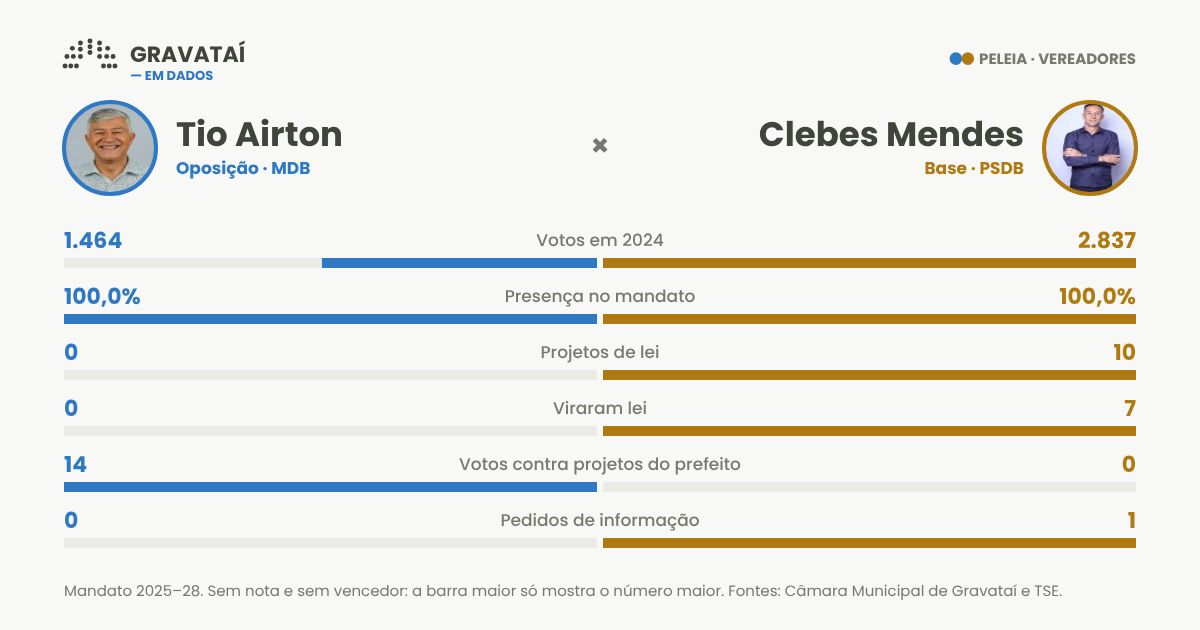 GRAVATAÍ
— EM DADOS
PELEIA · VEREADORES
Tio Airton
Oposição · MDB
×
Clebes Mendes
Base · PSDB
1.464 Votos em 2024 2.837
100,0% Presença no mandato 100,0%
0 Projetos de lei 10
0 Viraram lei 7
14 Votos contra projetos do prefeito 0
0 Pedidos de informação 1
Mandato 2025–28. Sem nota e sem vencedor: a barra maior só mostra o número maior. Fontes: Câmara Municipal de Gravataí e TSE.